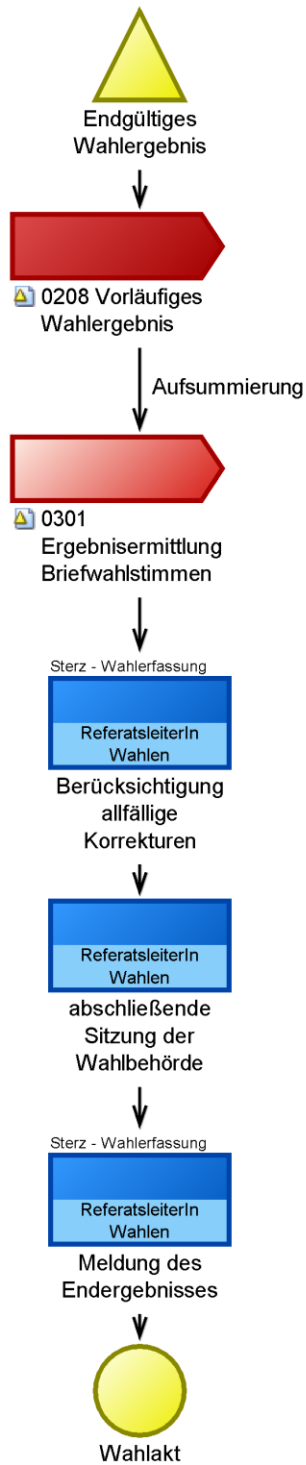 Endgültiges
Wahlergebnis
0208 Vorläufiges
Wahlergebnis
Aufsummierung
0301
Ergebnisermittlung
Briefwahlstimmen
Sterz - Wahlerfassung
ReferatsleiterIn
Wahlen
Berücksichtigung
allfällige
Korrekturen
ReferatsleiterIn
Wahlen
abschließende
Sitzung der
Wahlbehörde
Sterz - Wahlerfassung
ReferatsleiterIn
Wahlen
Meldung des
Endergebnisses
Wahlakt